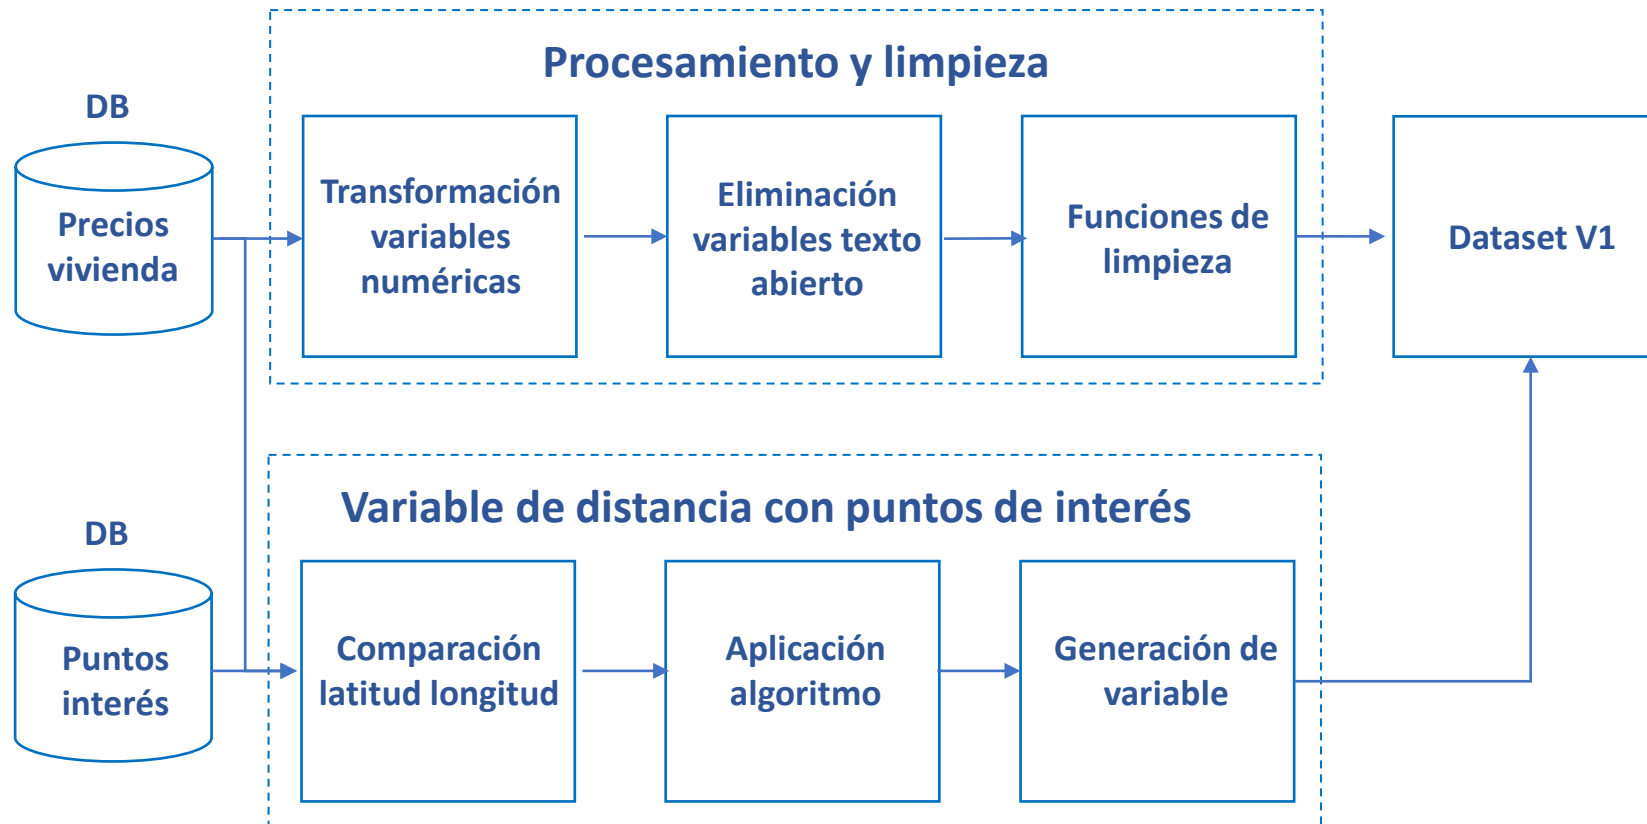 Procesamiento y limpieza
DB
Precios
vivienda
Transformación
variables
numéricas
Eliminación
variables texto
abierto
Funciones de
limpieza
Dataset V1
Variable de distancia con puntos de interés
DB
Puntos
interés
Comparación
latitud longitud
Aplicación
algoritmo
Generación de
variable